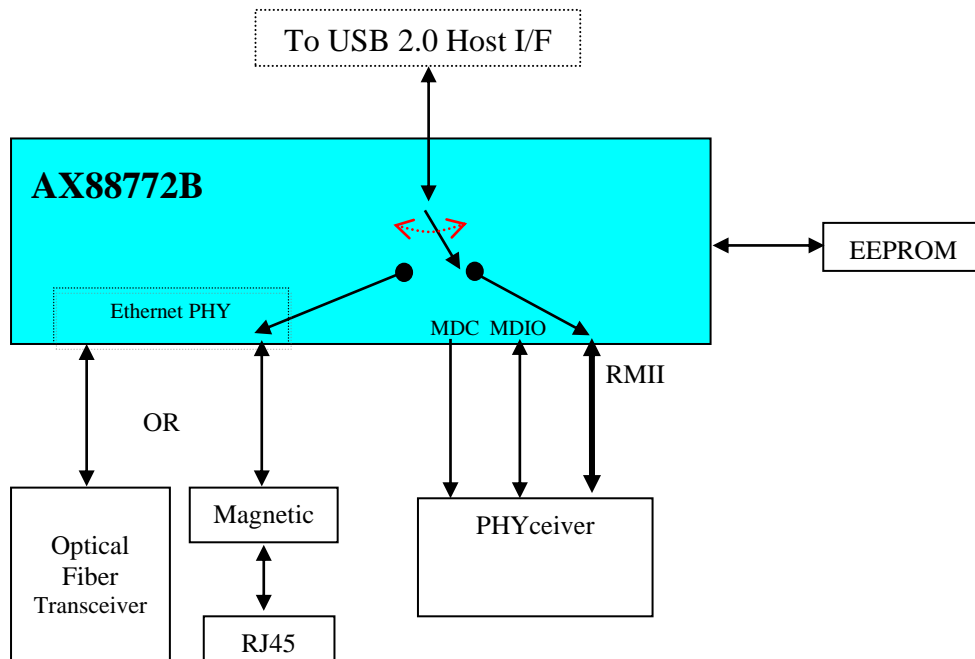 To USB 2.0 Host I/F
AX88772B
EEPROM
Ethernet PHY
MDC MDIO
RMII
OR
Magnetic
PHYceiver
Optical
Fiber
Transceiver
RJ45